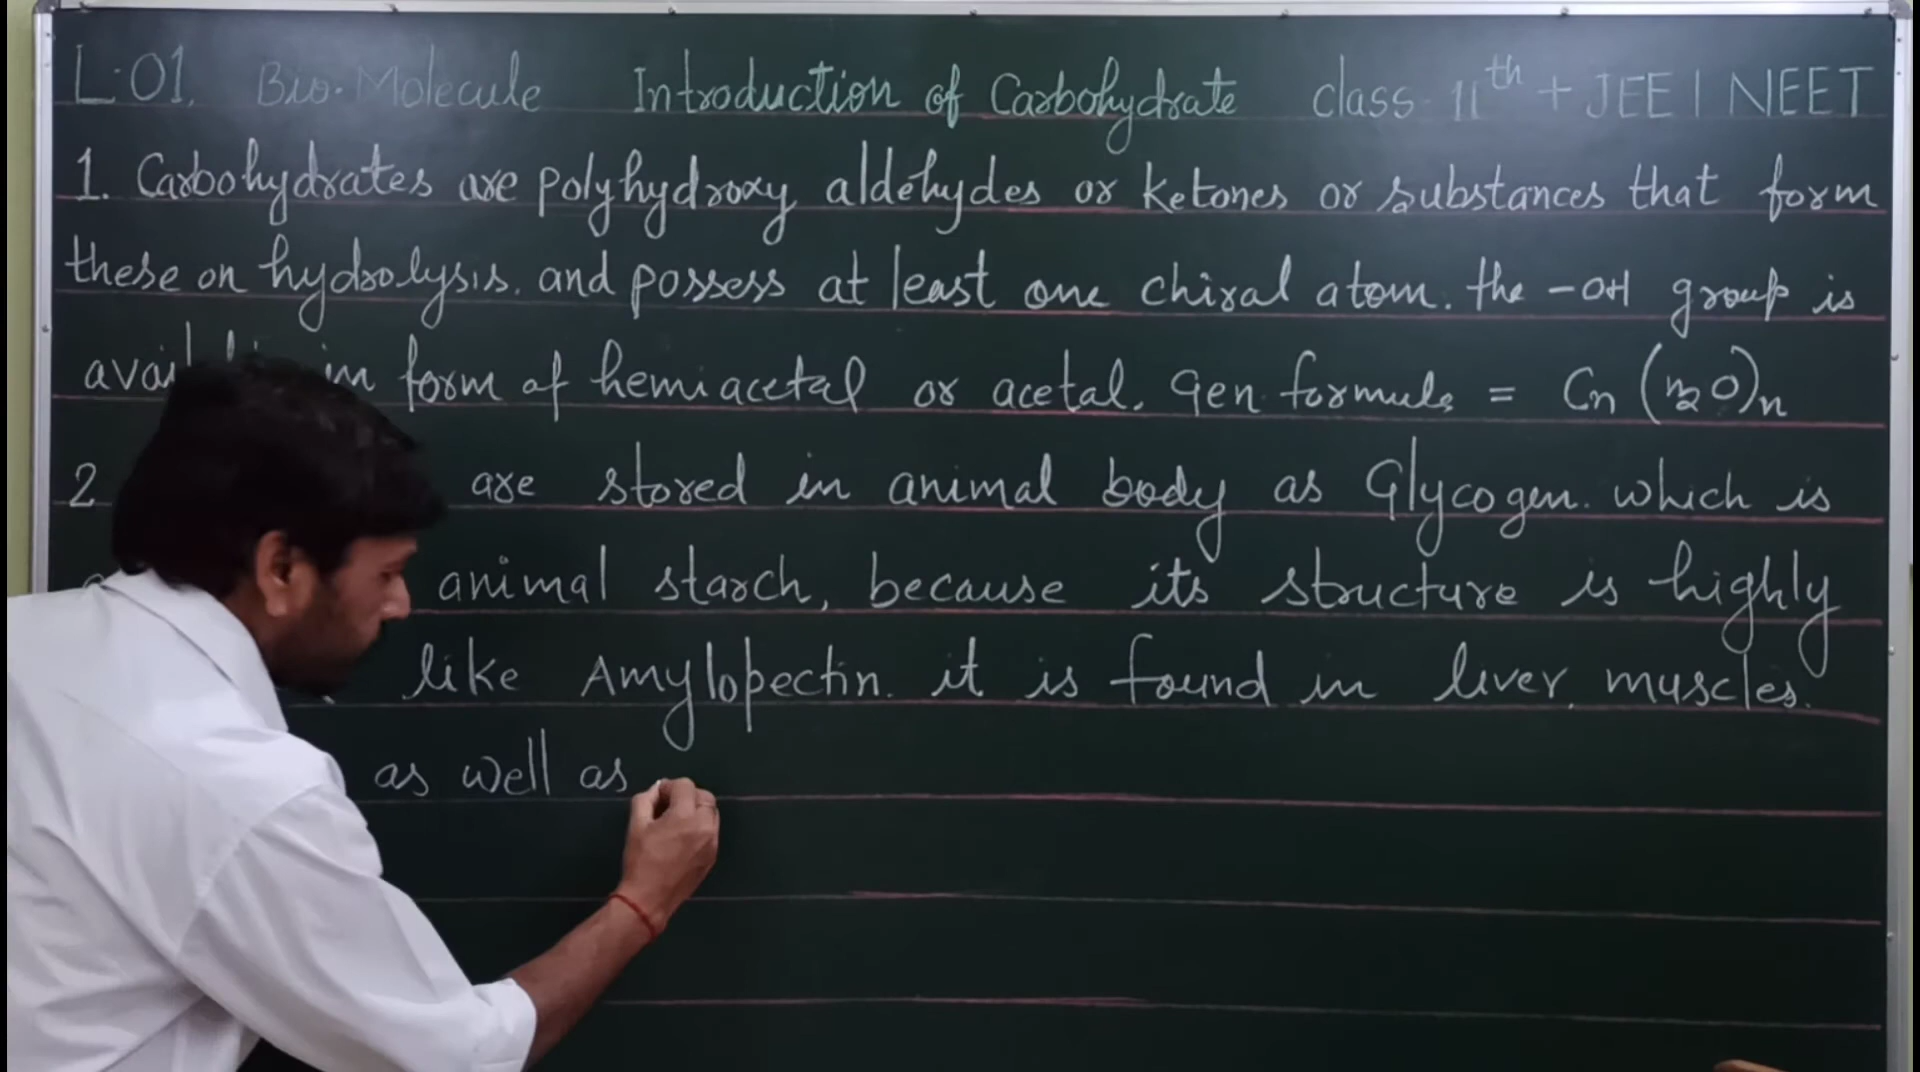 L:01. Bio-Molecule Introduction of Carbohydrate class 11th + JEE | NEET
1. Carbohydrates are polyhydroxy aldehydes or ketones or substances that form
these on hydrolysis. and possess at least one chiral atom. the -OH group is
in form of hemiacetal or acetal. Gen. formula = Cn (H2O)n
2 are stored in animal body as Glycogen. which is
animal starch, because its structure is highly
like Amylopectin. it is found in liver, muscles.
as well as